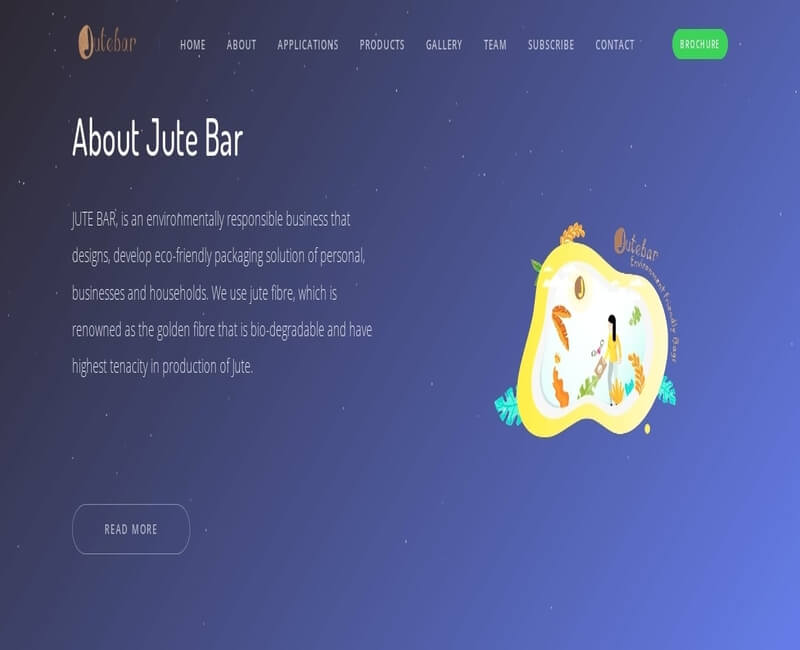 Jutebar
HOME ABOUT APPLICATIONS PRODUCTS GALLERY TEAM SUBSCRIBE CONTACT BROCHURE
About Jute Bar
JUTE BAR, is an environmentally responsible business that
designs, develop eco-friendly packaging solution of personal,
businesses and households. We use jute fibre, which is
renowned as the golden fibre that is bio-degradable and have
highest tenacity in production of Jute.
Jutebar
Environment Friendly Bags
READ MORE